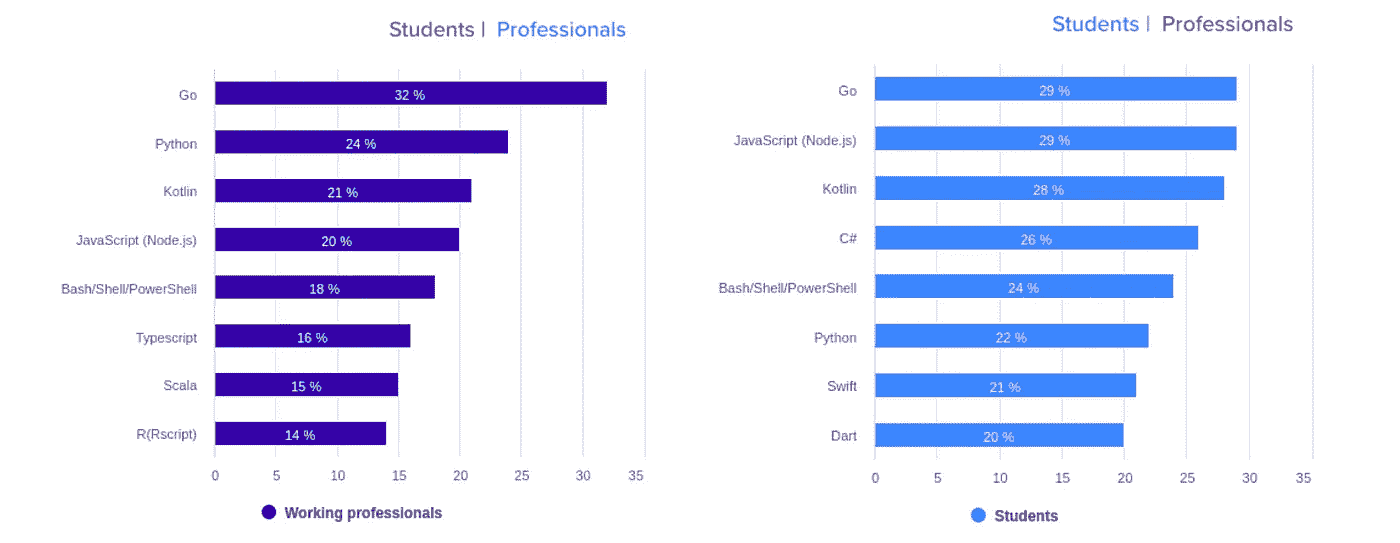 Students | Professionals
Go 32 %
Python 24 %
Kotlin 21 %
JavaScript (Node.js) 20 %
Bash/Shell/PowerShell 18 %
Typescript 16 %
Scala 15 %
R(Rscript) 14 %
0 5 10 15 20 25 30 35
Working professionals
Students | Professionals
Go 29 %
JavaScript (Node.js) 29 %
Kotlin 28 %
C# 26 %
Bash/Shell/PowerShell 24 %
Python 22 %
Swift 21 %
Dart 20 %
0 5 10 15 20 25 30 35
Students